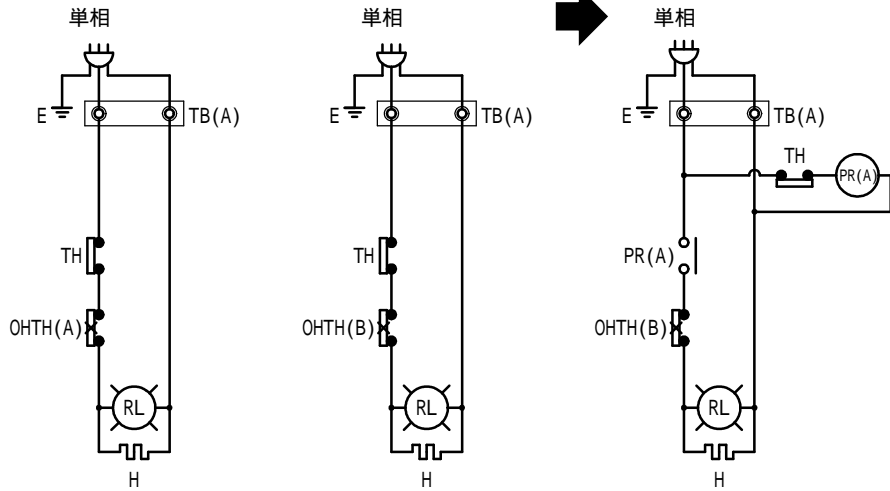 単相
E
TB(A)
TH
OHTH(A)
RL
H
単相
E
TB(A)
TH
OHTH(B)
RL
H
単相
E
TB(A)
TH
PR(A)
PR(A)
OHTH(B)
RL
H